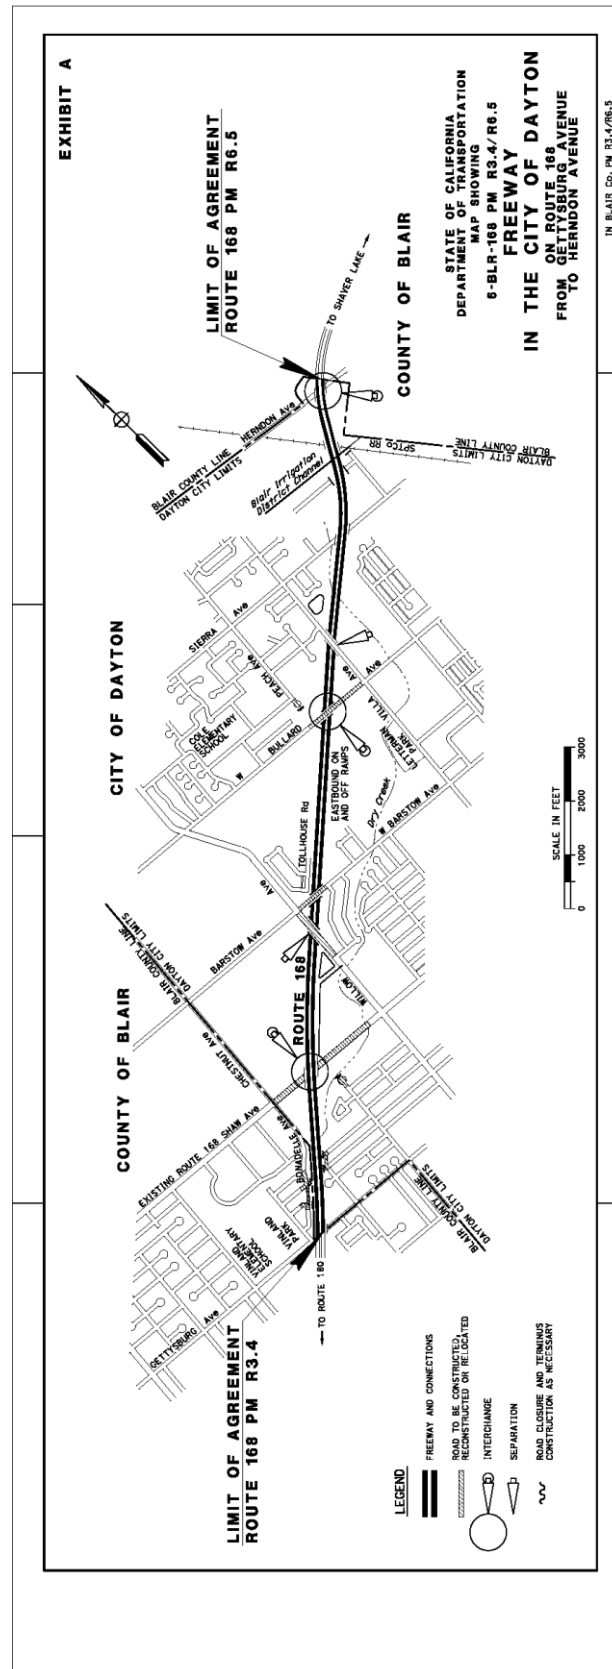 EXHIBIT A
LIMIT OF AGREEMENT
ROUTE 168 PM R6.5
TO SHAVER LAKE
COUNTY OF BLAIR
STATE OF CALIFORNIA
DEPARTMENT OF TRANSPORTATION
MAP SHOWING
6-BLR-168 PM R3.4/R6.5
FREEWAY
IN THE CITY OF DAYTON
ON ROUTE 168
FROM GETTYSBURG AVENUE
TO HERNDON AVENUE
IN BLAIR Co. PM R3.4/R6.5
BLAIR COUNTY LINE
DAYTON CITY LIMITS
HERNDON Ave
Blair Irrigation
District Channel
SPTCo RR
BLAIR COUNTY LINE
DAYTON CITY LIMITS
CITY OF DAYTON
SIERRA Ave
PEACH Ave
COLE
ELEMENTARY
SCHOOL
W BULLARD Ave
VILLA Ave
LETTERMAN
PARK
EASTBOUND ON
AND OFF RAMPS
Dry Creek
TOLLHOUSE Rd
W BARSTOW Ave
BARSTOW Ave
WILLOW Ave
ROUTE 168
COUNTY OF BLAIR
BLAIR COUNTY LINE
DAYTON CITY LIMITS
CHESTNUT Ave
EXISTING ROUTE 168 SHAW Ave
BONADELLE Ave
VINLAND
PARK
VINLAND
ELEMENTARY
SCHOOL
GETTYSBURG Ave
BLAIR COUNTY LINE
DAYTON CITY LIMITS
TO ROUTE 180
LIMIT OF AGREEMENT
ROUTE 168 PM R3.4
SCALE IN FEET
0 1000 2000 3000
LEGEND
FREEWAY AND CONNECTIONS
ROAD TO BE CONSTRUCTED,
RECONSTRUCTED OR RELOCATED
INTERCHANGE
SEPARATION
ROAD CLOSURE AND TERMINUS
CONSTRUCTION AS NECESSARY